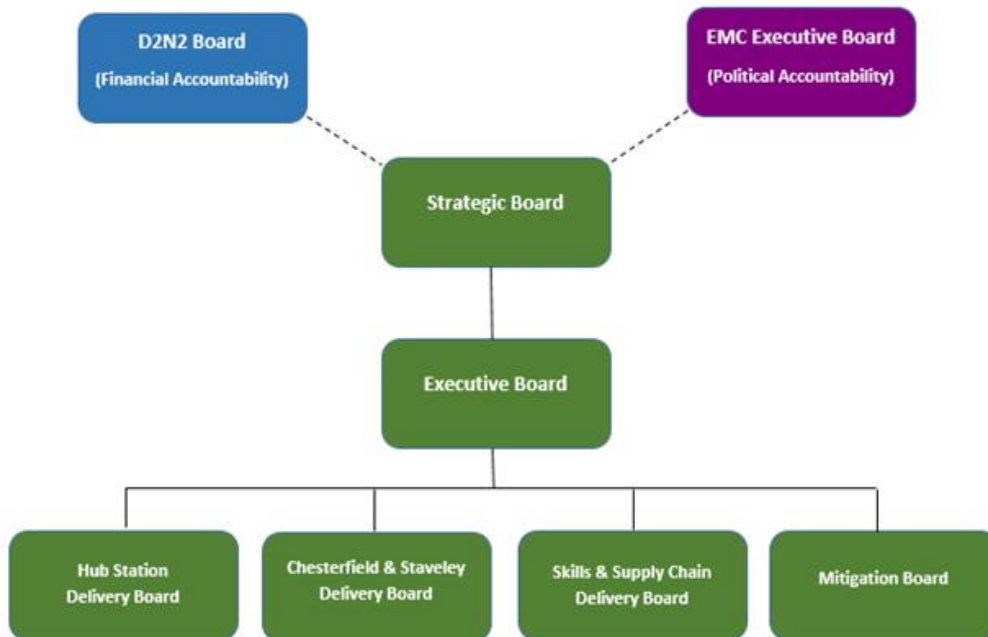 D2N2 Board
(Financial Accountability)
EMC Executive Board
(Political Accountability)
Strategic Board
Executive Board
Hub Station
Delivery Board
Chesterfield & Staveley
Delivery Board
Skills & Supply Chain
Delivery Board
Mitigation Board